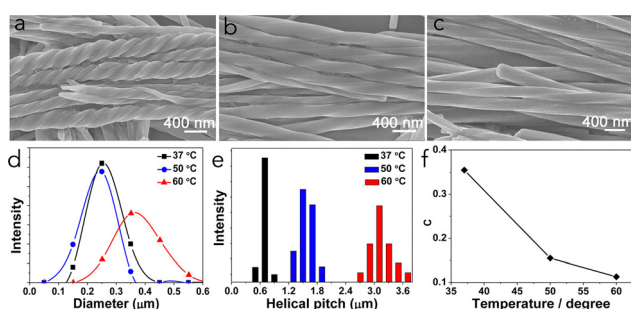 a
b
c
400 nm
400 nm
400 nm
d
37 °C
50 °C
60 °C
Intensity
0.0 0.1 0.2 0.3 0.4 0.5 0.6
Diameter (μm)
e
37 °C
50 °C
60 °C
Intensity
0.0 0.6 1.2 1.8 2.4 3.0 3.6
Helical pitch (μm)
f
0.4
0.3
0.2
0.1
C
35 40 45 50 55 60
Temperature / degree